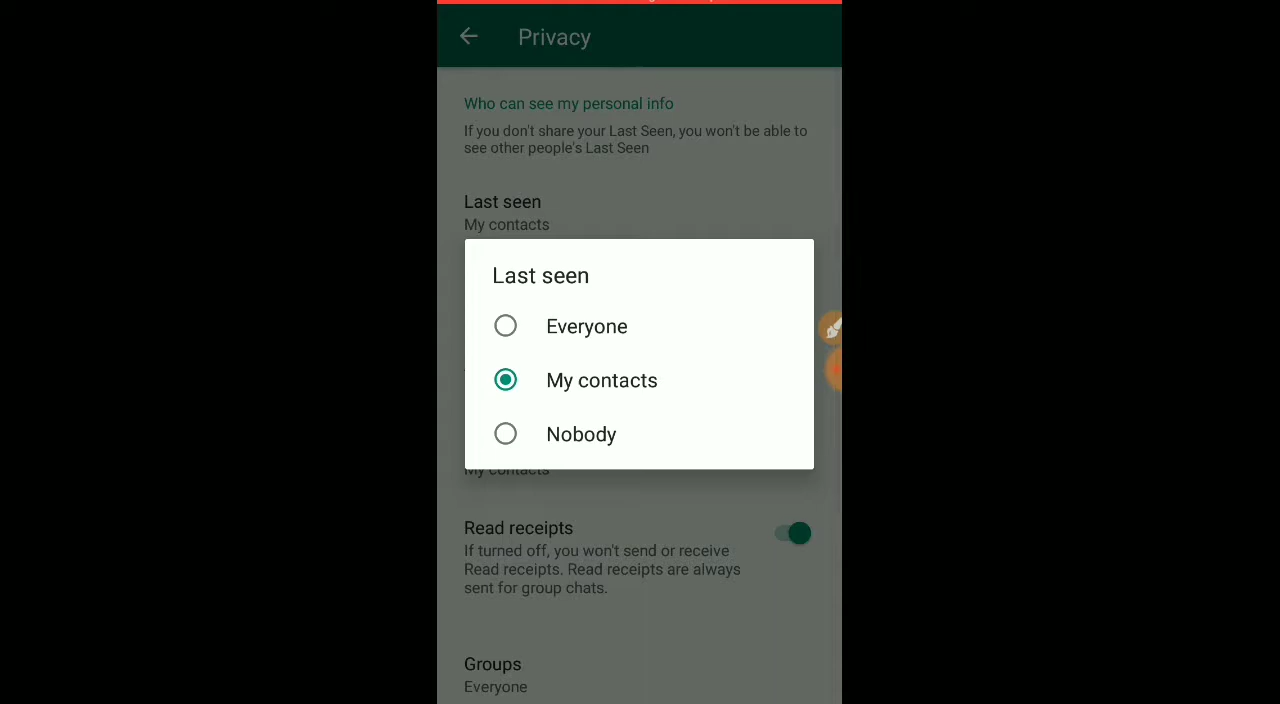 Privacy
Who can see my personal info
If you don't share your Last Seen, you won't be able to
see other people's Last Seen
Last seen
My contacts
Last seen
Everyone
My contacts
Nobody
My contacts
Read receipts
If turned off, you won't send or receive
Read receipts. Read receipts are always
sent for group chats.
Groups
Everyone